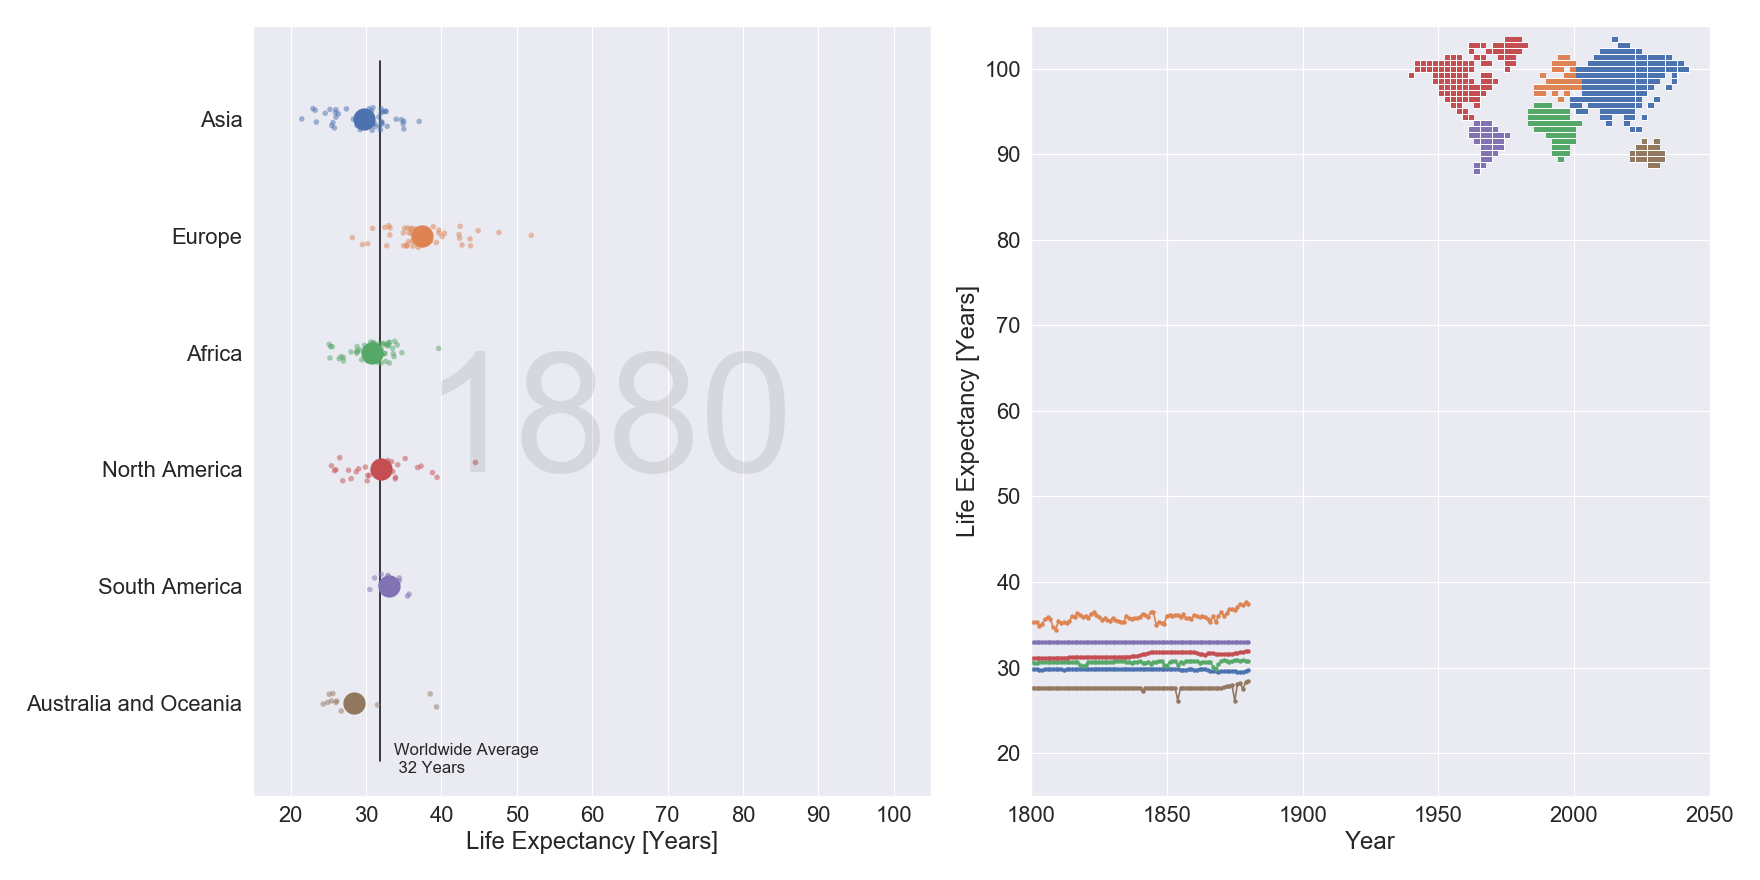 Asia
Europe
Africa
North America
South America
Australia and Oceania
1880
Worldwide Average
32 Years
20 30 40 50 60 70 80 90 100
Life Expectancy [Years]
100
90
80
70
60
50
40
30
20
Life Expectancy [Years]
1800 1850 1900 1950 2000 2050
Year